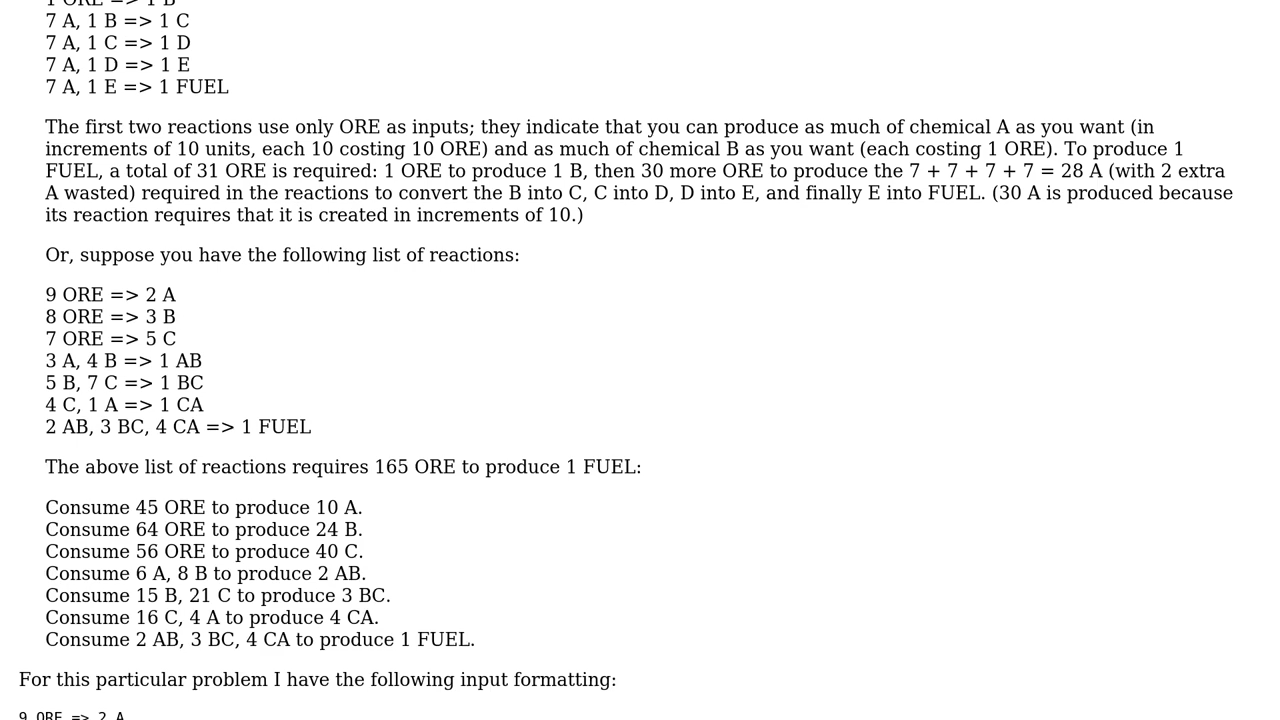 1 ORE => 1 B
7 A, 1 B => 1 C
7 A, 1 C => 1 D
7 A, 1 D => 1 E
7 A, 1 E => 1 FUEL
The first two reactions use only ORE as inputs; they indicate that you can produce as much of chemical A as you want (in
increments of 10 units, each 10 costing 10 ORE) and as much of chemical B as you want (each costing 1 ORE). To produce 1
FUEL, a total of 31 ORE is required: 1 ORE to produce 1 B, then 30 more ORE to produce the 7 + 7 + 7 + 7 = 28 A (with 2 extra
A wasted) required in the reactions to convert the B into C, C into D, D into E, and finally E into FUEL. (30 A is produced because
its reaction requires that it is created in increments of 10.)
Or, suppose you have the following list of reactions:
9 ORE => 2 A
8 ORE => 3 B
7 ORE => 5 C
3 A, 4 B => 1 AB
5 B, 7 C => 1 BC
4 C, 1 A => 1 CA
2 AB, 3 BC, 4 CA => 1 FUEL
The above list of reactions requires 165 ORE to produce 1 FUEL:
Consume 45 ORE to produce 10 A.
Consume 64 ORE to produce 24 B.
Consume 56 ORE to produce 40 C.
Consume 6 A, 8 B to produce 2 AB.
Consume 15 B, 21 C to produce 3 BC.
Consume 16 C, 4 A to produce 4 CA.
Consume 2 AB, 3 BC, 4 CA to produce 1 FUEL.
For this particular problem I have the following input formatting:
9 ORE => 2 A